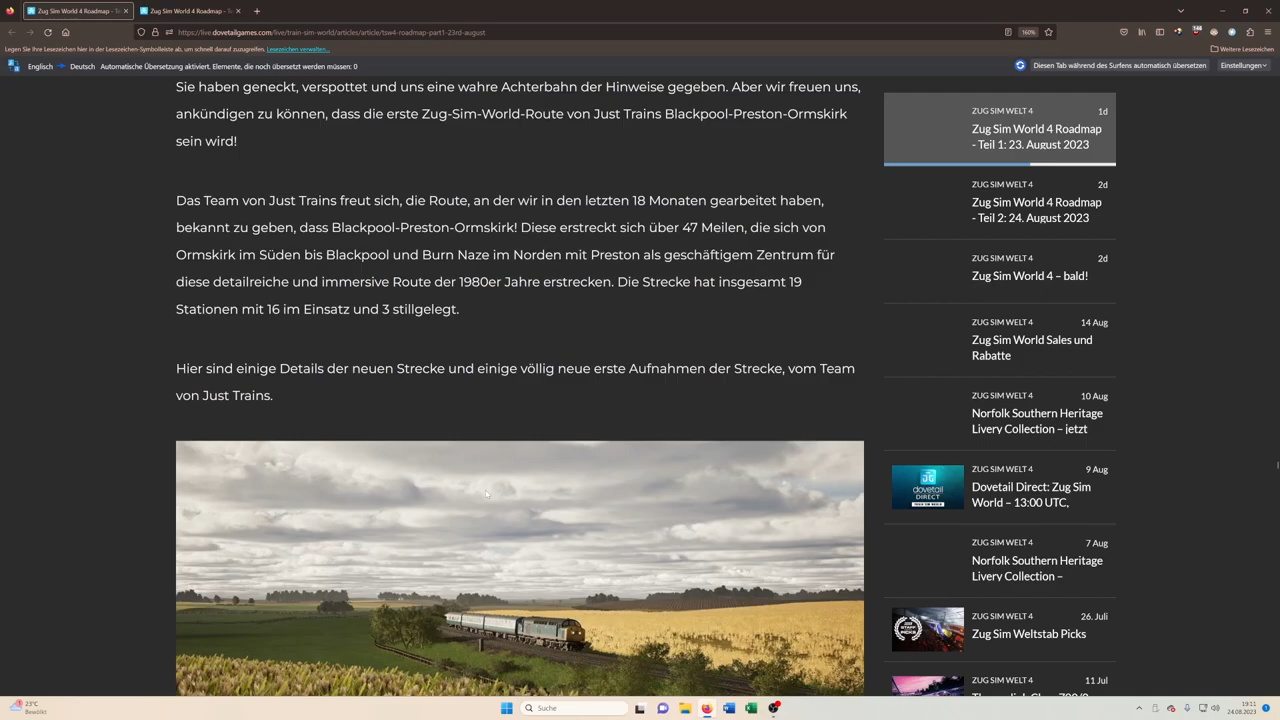 Zug Sim World 4 Roadmap - T
Zug Sim World 4 Roadmap - T
https://live.dovetailgames.com/live/train-sim-world/articles/article/tsw4-roadmap-part1-23rd-august
160%
Legen Sie Ihre Lesezeichen hier in der Lesezeichen-Symbolleiste ab, um schnell darauf zuzugreifen. Lesezeichen verwalten...
Weitere Lesezeichen
Englisch
Deutsch
Automatische Übersetzung aktiviert. Elemente, die noch übersetzt werden müssen: 0
Diesen Tab während des Surfens automatisch übersetzen
Einstellungen
Sie haben geneckt, verspottet und uns eine wahre Achterbahn der Hinweise gegeben. Aber wir freuen uns,
ankündigen zu können, dass die erste Zug-Sim-World-Route von Just Trains Blackpool-Preston-Ormskirk
sein wird!
Das Team von Just Trains freut sich, die Route, an der wir in den letzten 18 Monaten gearbeitet haben,
bekannt zu geben, dass Blackpool-Preston-Ormskirk! Diese erstreckt sich über 47 Meilen, die sich von
Ormskirk im Süden bis Blackpool und Burn Naze im Norden mit Preston als geschäftigem Zentrum für
diese detailreiche und immersive Route der 1980er Jahre erstrecken. Die Strecke hat insgesamt 19
Stationen mit 16 im Einsatz und 3 stillgelegt.
Hier sind einige Details der neuen Strecke und einige völlig neue erste Aufnahmen der Strecke, vom Team
von Just Trains.
ZUG SIM WELT 4
1d
Zug Sim World 4 Roadmap
- Teil 1: 23. August 2023
ZUG SIM WELT 4
2d
Zug Sim World 4 Roadmap
- Teil 2: 24. August 2023
ZUG SIM WELT 4
2d
Zug Sim World 4 – bald!
ZUG SIM WELT 4
14 Aug
Zug Sim World Sales und
Rabatte
ZUG SIM WELT 4
10 Aug
Norfolk Southern Heritage
Livery Collection – jetzt
dovetail
DIRECT
ZUG SIM WELT 4
9 Aug
Dovetail Direct: Zug Sim
World – 13:00 UTC,
ZUG SIM WELT 4
7 Aug
Norfolk Southern Heritage
Livery Collection –
ZUG SIM WELT 4
26. Juli
Zug Sim Weltstab Picks
ZUG SIM WELT 4
11 Jul
23°C
Bewölkt
Suche
19:11
24.08.2023